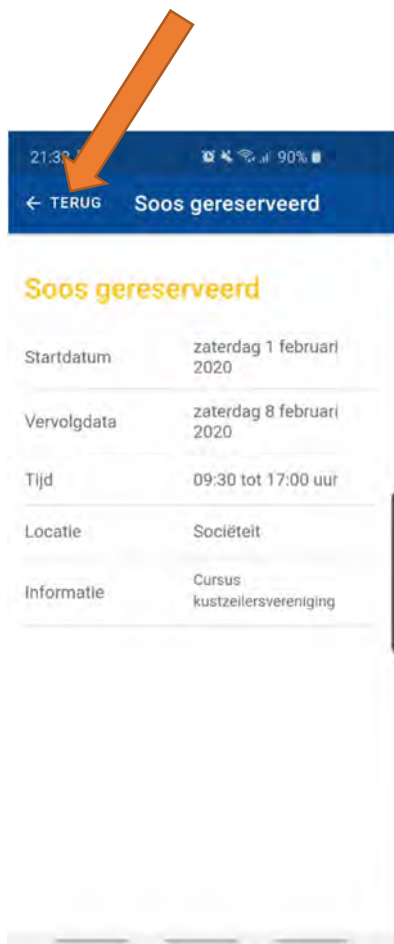 90%
← TERUG Soos gereserveerd
Soos gereserveerd
Startdatum zaterdag 1 februari
2020
Vervolgdata zaterdag 8 februari
2020
Tijd 09:30 tot 17:00 uur
Locatie Sociëteit
Informatie Cursus
kustzeilersvereniging